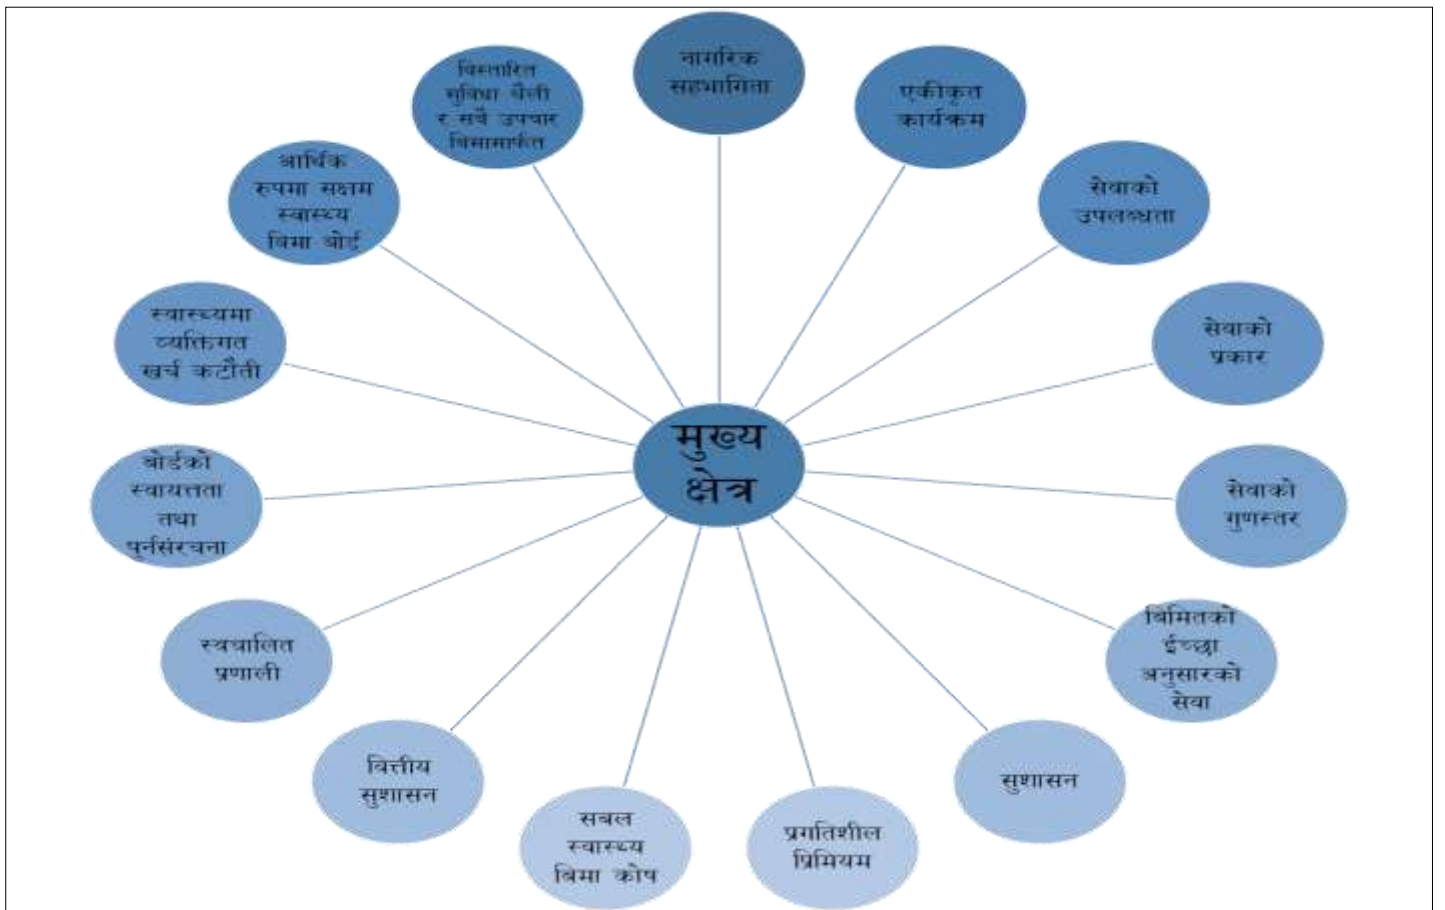 नागरिक
सहभागिता
एकीकृत
कार्यक्रम
सेवाको
उपलब्धता
सेवाको
प्रकार
सेवाको
गुणस्तर
बिमितको
ईच्छा
अनुसारको
सेवा
सुशासन
प्रगतिशील
प्रिमियम
सबल
स्वास्थ्य
बिमा कोष
वित्तीय
सुशासन
स्वचालित
प्रणाली
बोर्डको
स्वायत्तता
तथा
पुर्नसंरचना
स्वास्थ्यमा
व्यक्तिगत
खर्च कटौती
आर्थिक
रुपमा सक्षम
स्वास्थ्य
बिमा बोर्ड
विस्तारित
सुविधा थैली
र सबै उपचार
बिमामार्फत
मुख्य
क्षेत्र